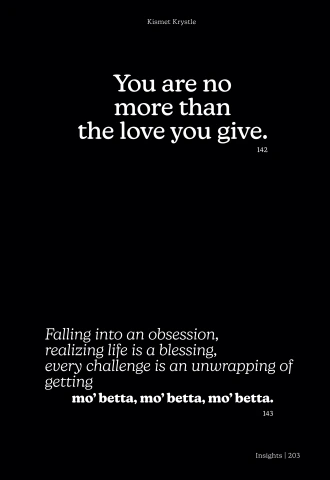 Kismet Krystle
You are no
more than
the love you give.
142
Falling into an obsession,
realizing life is a blessing,
every challenge is an unwrapping of
getting
mo’ betta, mo’ betta, mo’ betta.
143
Insights | 203